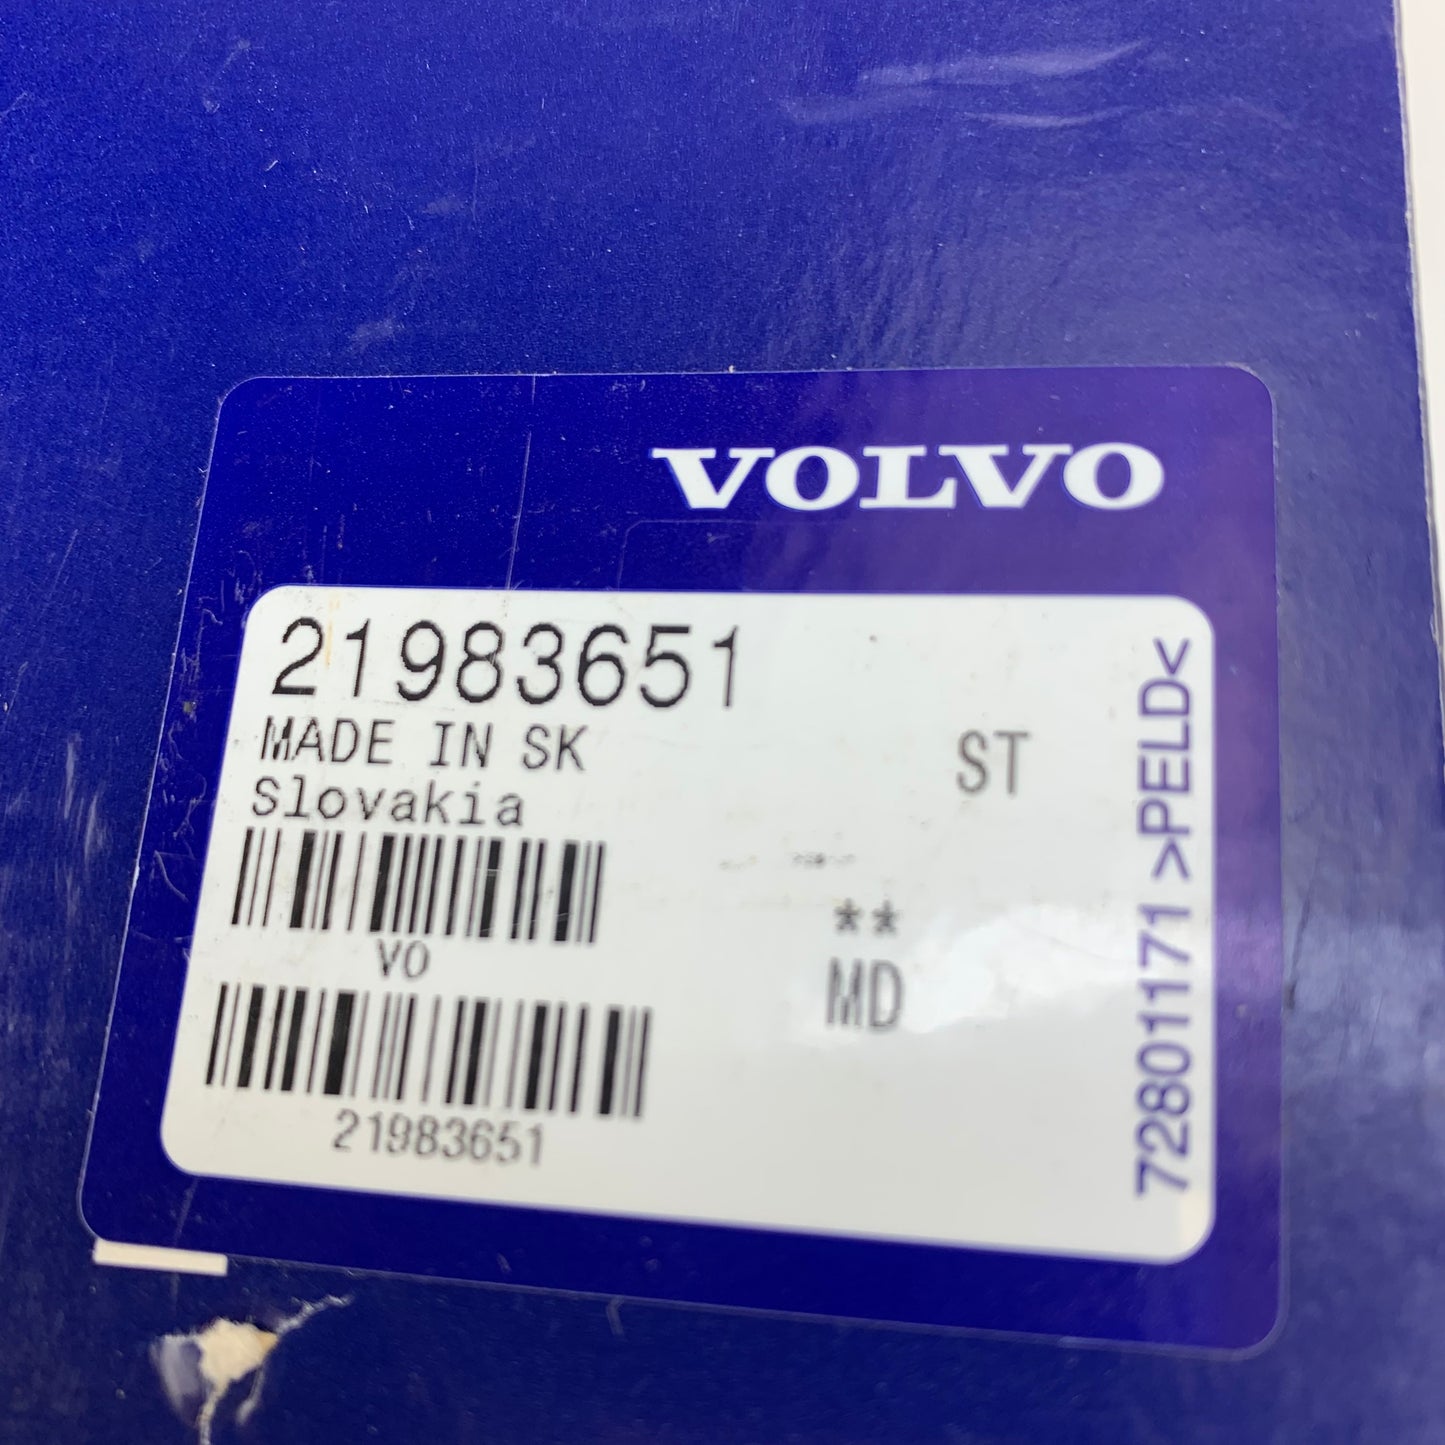 VOLVO
21983651
MADE IN SK
Slovakia
ST
VO
**
MD
21983651
72801171 >PELD<